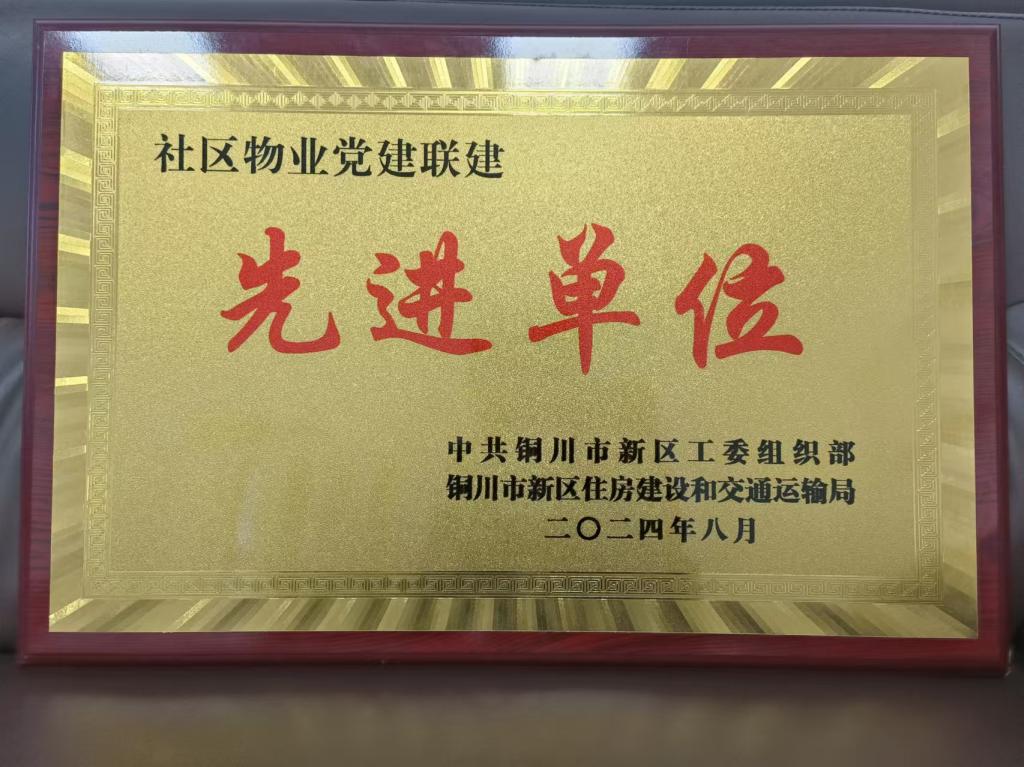 社区物业党建联建
先进单位
中共铜川市新区工委组织部
铜川市新区住房建设和交通运输局
二〇二四年八月